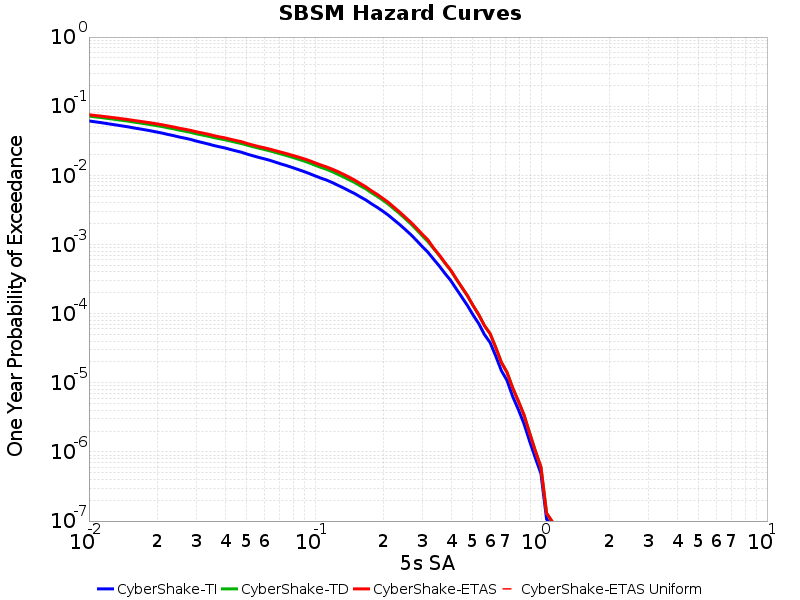 SBSM Hazard Curves
One Year Probability of Exceedance
10^0
10^-1
10^-2
10^-3
10^-4
10^-5
10^-6
10^-7
10^-2 2 3 4 5 6 10^-1 2 3 4 5 6 7 10^0 2 3 4 5 6 7 10^1
5s SA
CyberShake-TI CyberShake-TD CyberShake-ETAS CyberShake-ETAS Uniform